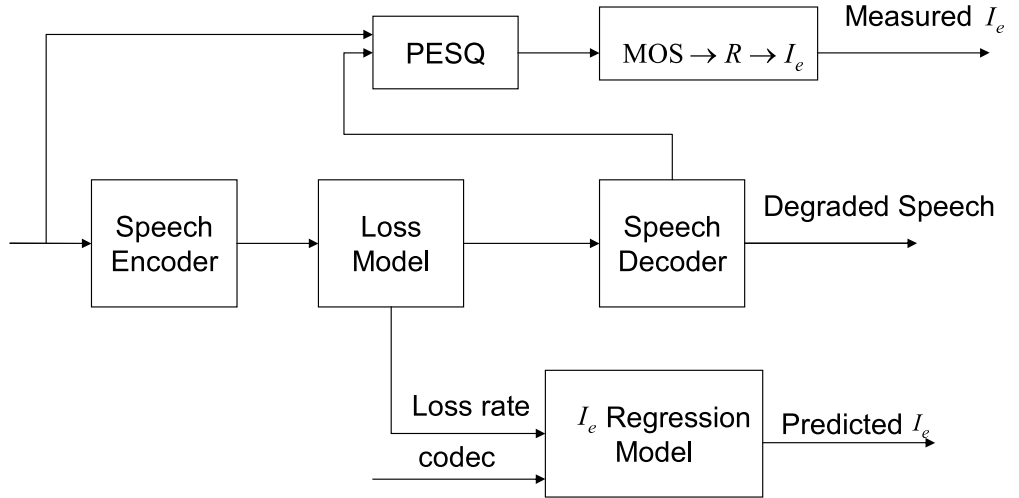 Measured I_e
PESQ
MOS → R → I_e
Speech
Encoder
Loss
Model
Speech
Decoder
Degraded Speech
Loss rate
codec
I_e Regression
Model
Predicted I_e